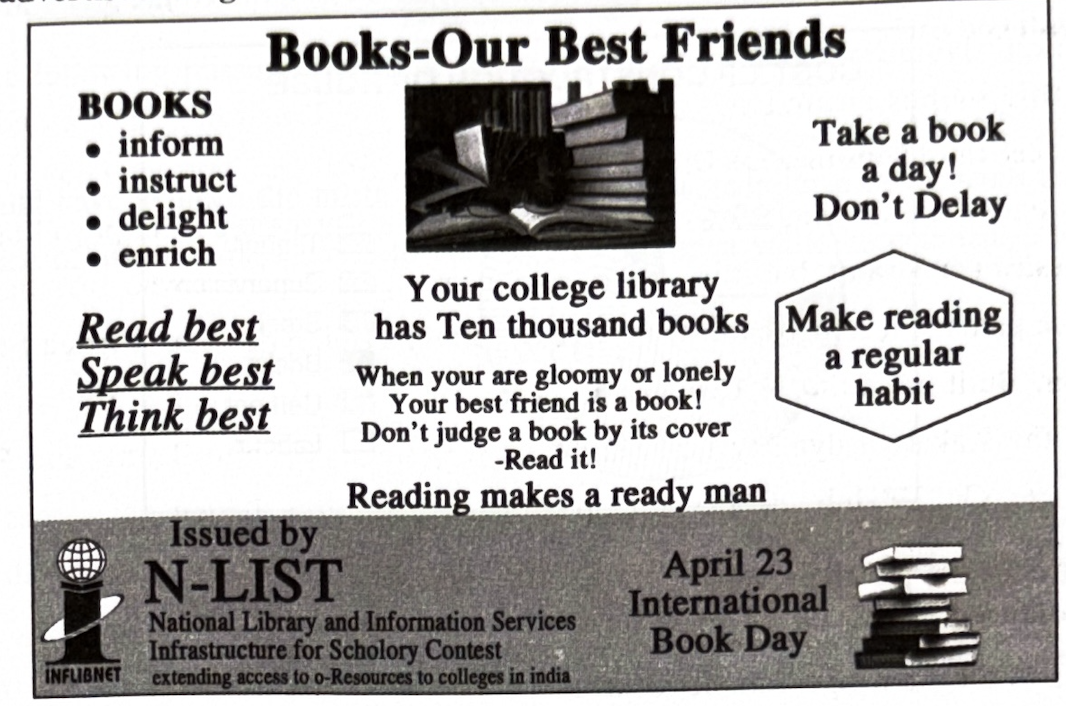 Books-Our Best Friends
BOOKS
• inform
• instruct
• delight
• enrich
Read best
Speak best
Think best
Your college library
has Ten thousand books
When your are gloomy or lonely
Your best friend is a book!
Don't judge a book by its cover
-Read it!
Reading makes a ready man
Take a book
a day!
Don't Delay
Make reading
a regular
habit
INFLIBNET
Issued by
N-LIST
National Library and Information Services
Infrastructure for Scholory Contest
extending access to o-Resources to colleges in india
April 23
International
Book Day